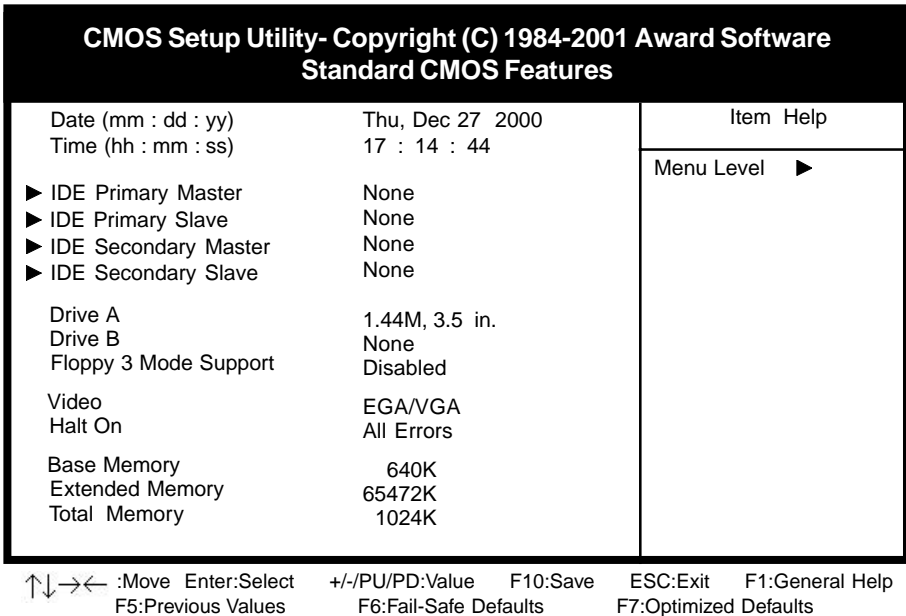 CMOS Setup Utility- Copyright (C) 1984-2001 Award Software
Standard CMOS Features
Date (mm : dd : yy) Thu, Dec 27 2000
Time (hh : mm : ss) 17 : 14 : 44
Item Help
Menu Level ▶
▶ IDE Primary Master None
▶ IDE Primary Slave None
▶ IDE Secondary Master None
▶ IDE Secondary Slave None
Drive A 1.44M, 3.5 in.
Drive B None
Floppy 3 Mode Support Disabled
Video EGA/VGA
Halt On All Errors
Base Memory 640K
Extended Memory 65472K
Total Memory 1024K
↑↓→← :Move Enter:Select +/-/PU/PD:Value F10:Save ESC:Exit F1:General Help
F5:Previous Values F6:Fail-Safe Defaults F7:Optimized Defaults